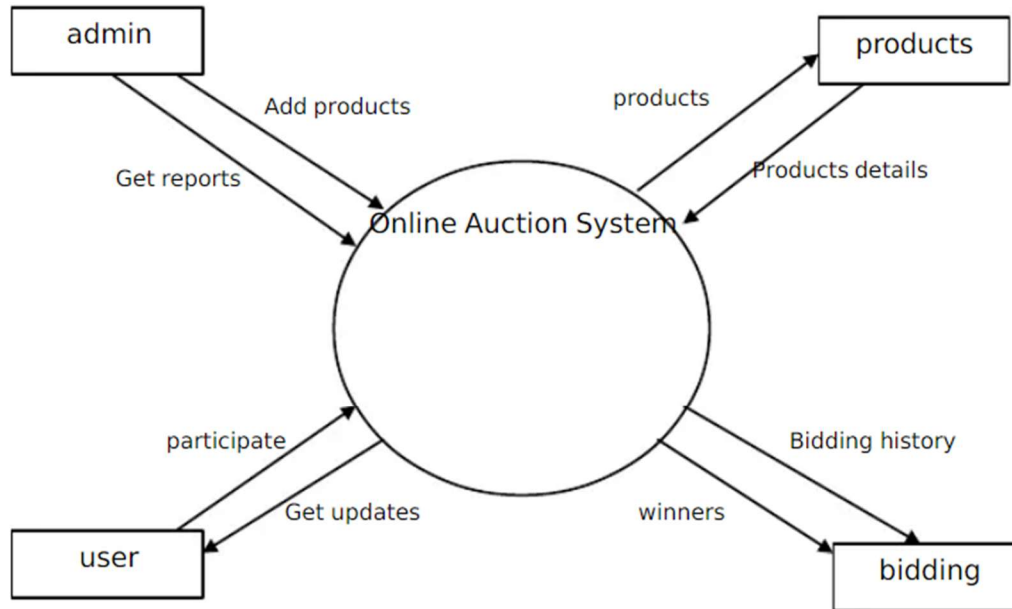 admin
products
Add products
products
Get reports
Products details
Online Auction System
participate
Bidding history
Get updates
winners
user
bidding